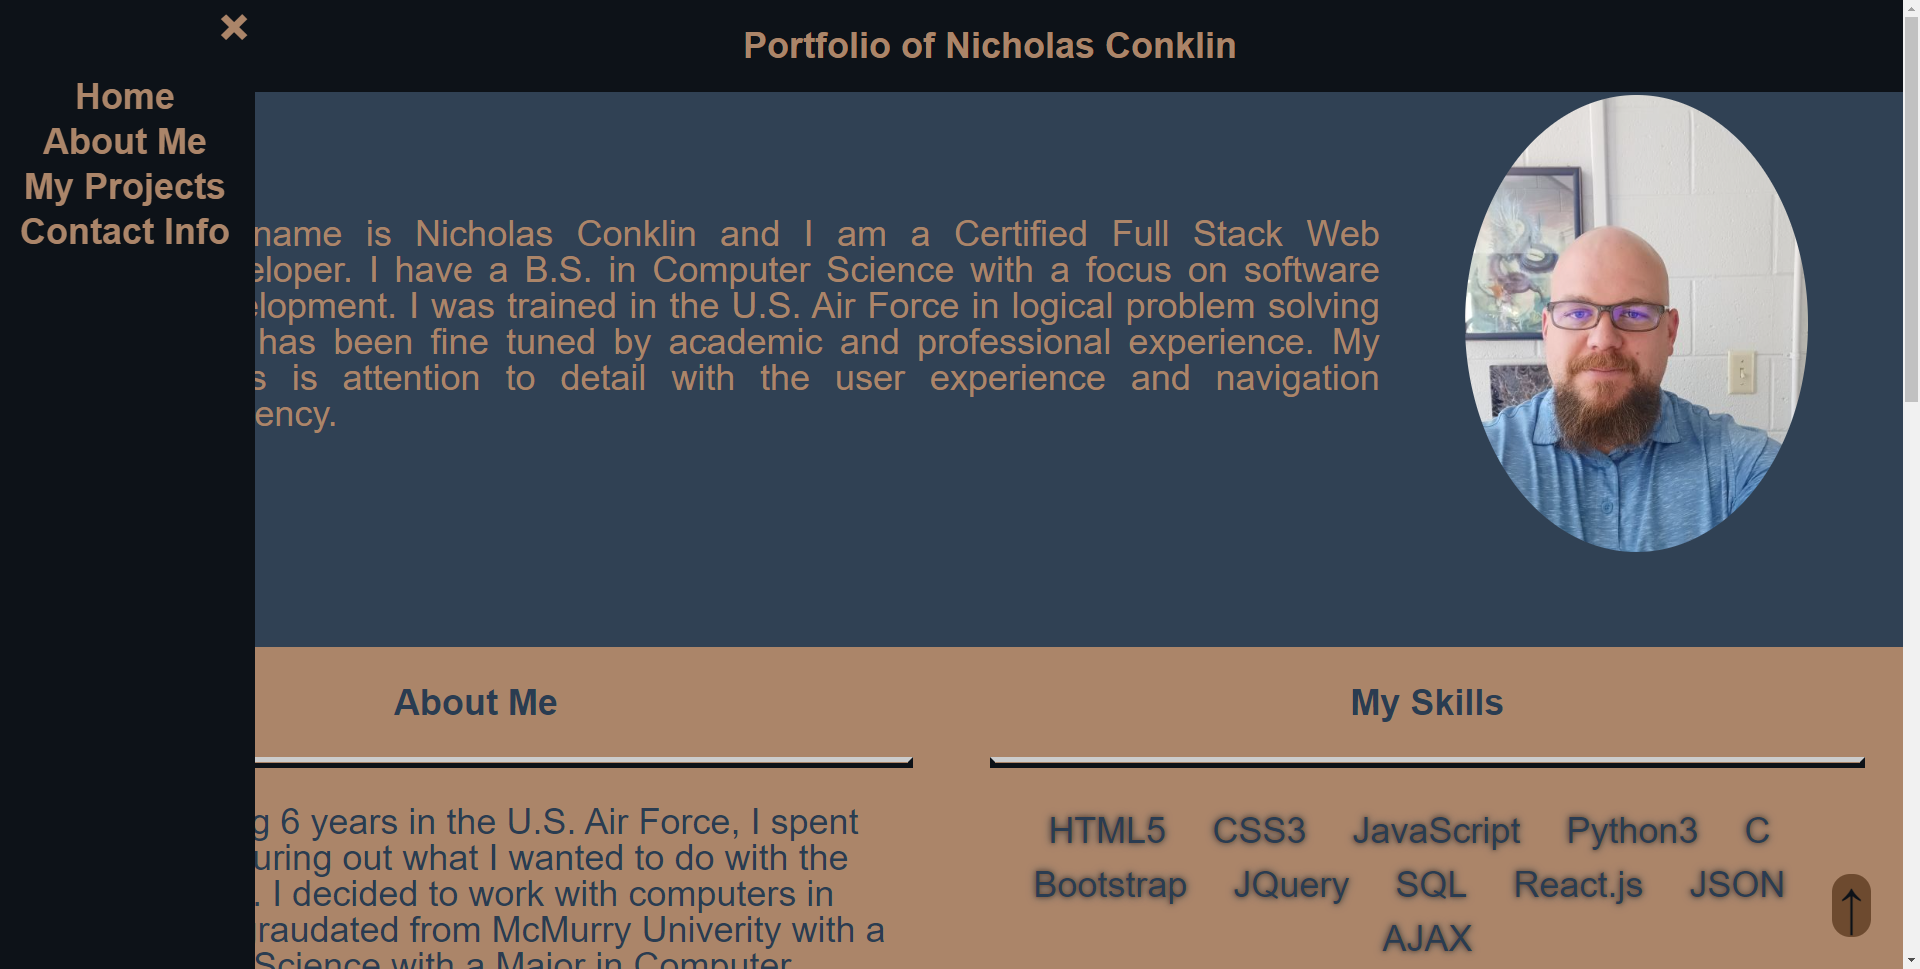 Portfolio of Nicholas Conklin
Home
About Me
My Projects
Contact Info
name is Nicholas Conklin and I am a Certified Full Stack Web
eloper. I have a B.S. in Computer Science with a focus on software
elopment. I was trained in the U.S. Air Force in logical problem solving
has been fine tuned by academic and professional experience. My
s is attention to detail with the user experience and navigation
ency.
About Me
g 6 years in the U.S. Air Force, I spent
uring out what I wanted to do with the
. I decided to work with computers in
raudated from McMurry Univerity with a
Science with a Major in Computer
My Skills
HTML5 CSS3 JavaScript Python3 C
Bootstrap JQuery SQL React.js JSON
AJAX